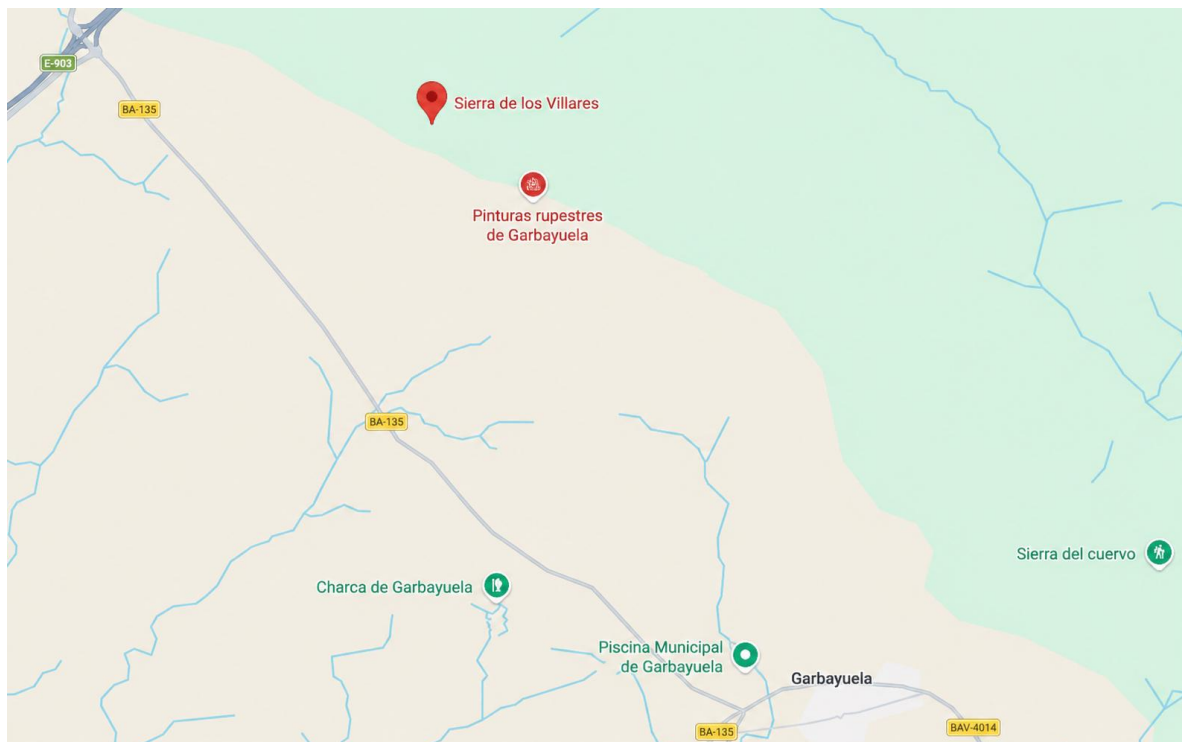 E-903
BA-135
Sierra de los Villares
Pinturas rupestres
de Garbayuela
BA-135
Sierra del cuervo
Charca de Garbayuela
Piscina Municipal
de Garbayuela
Garbayuela
BA-135
BAV-4014